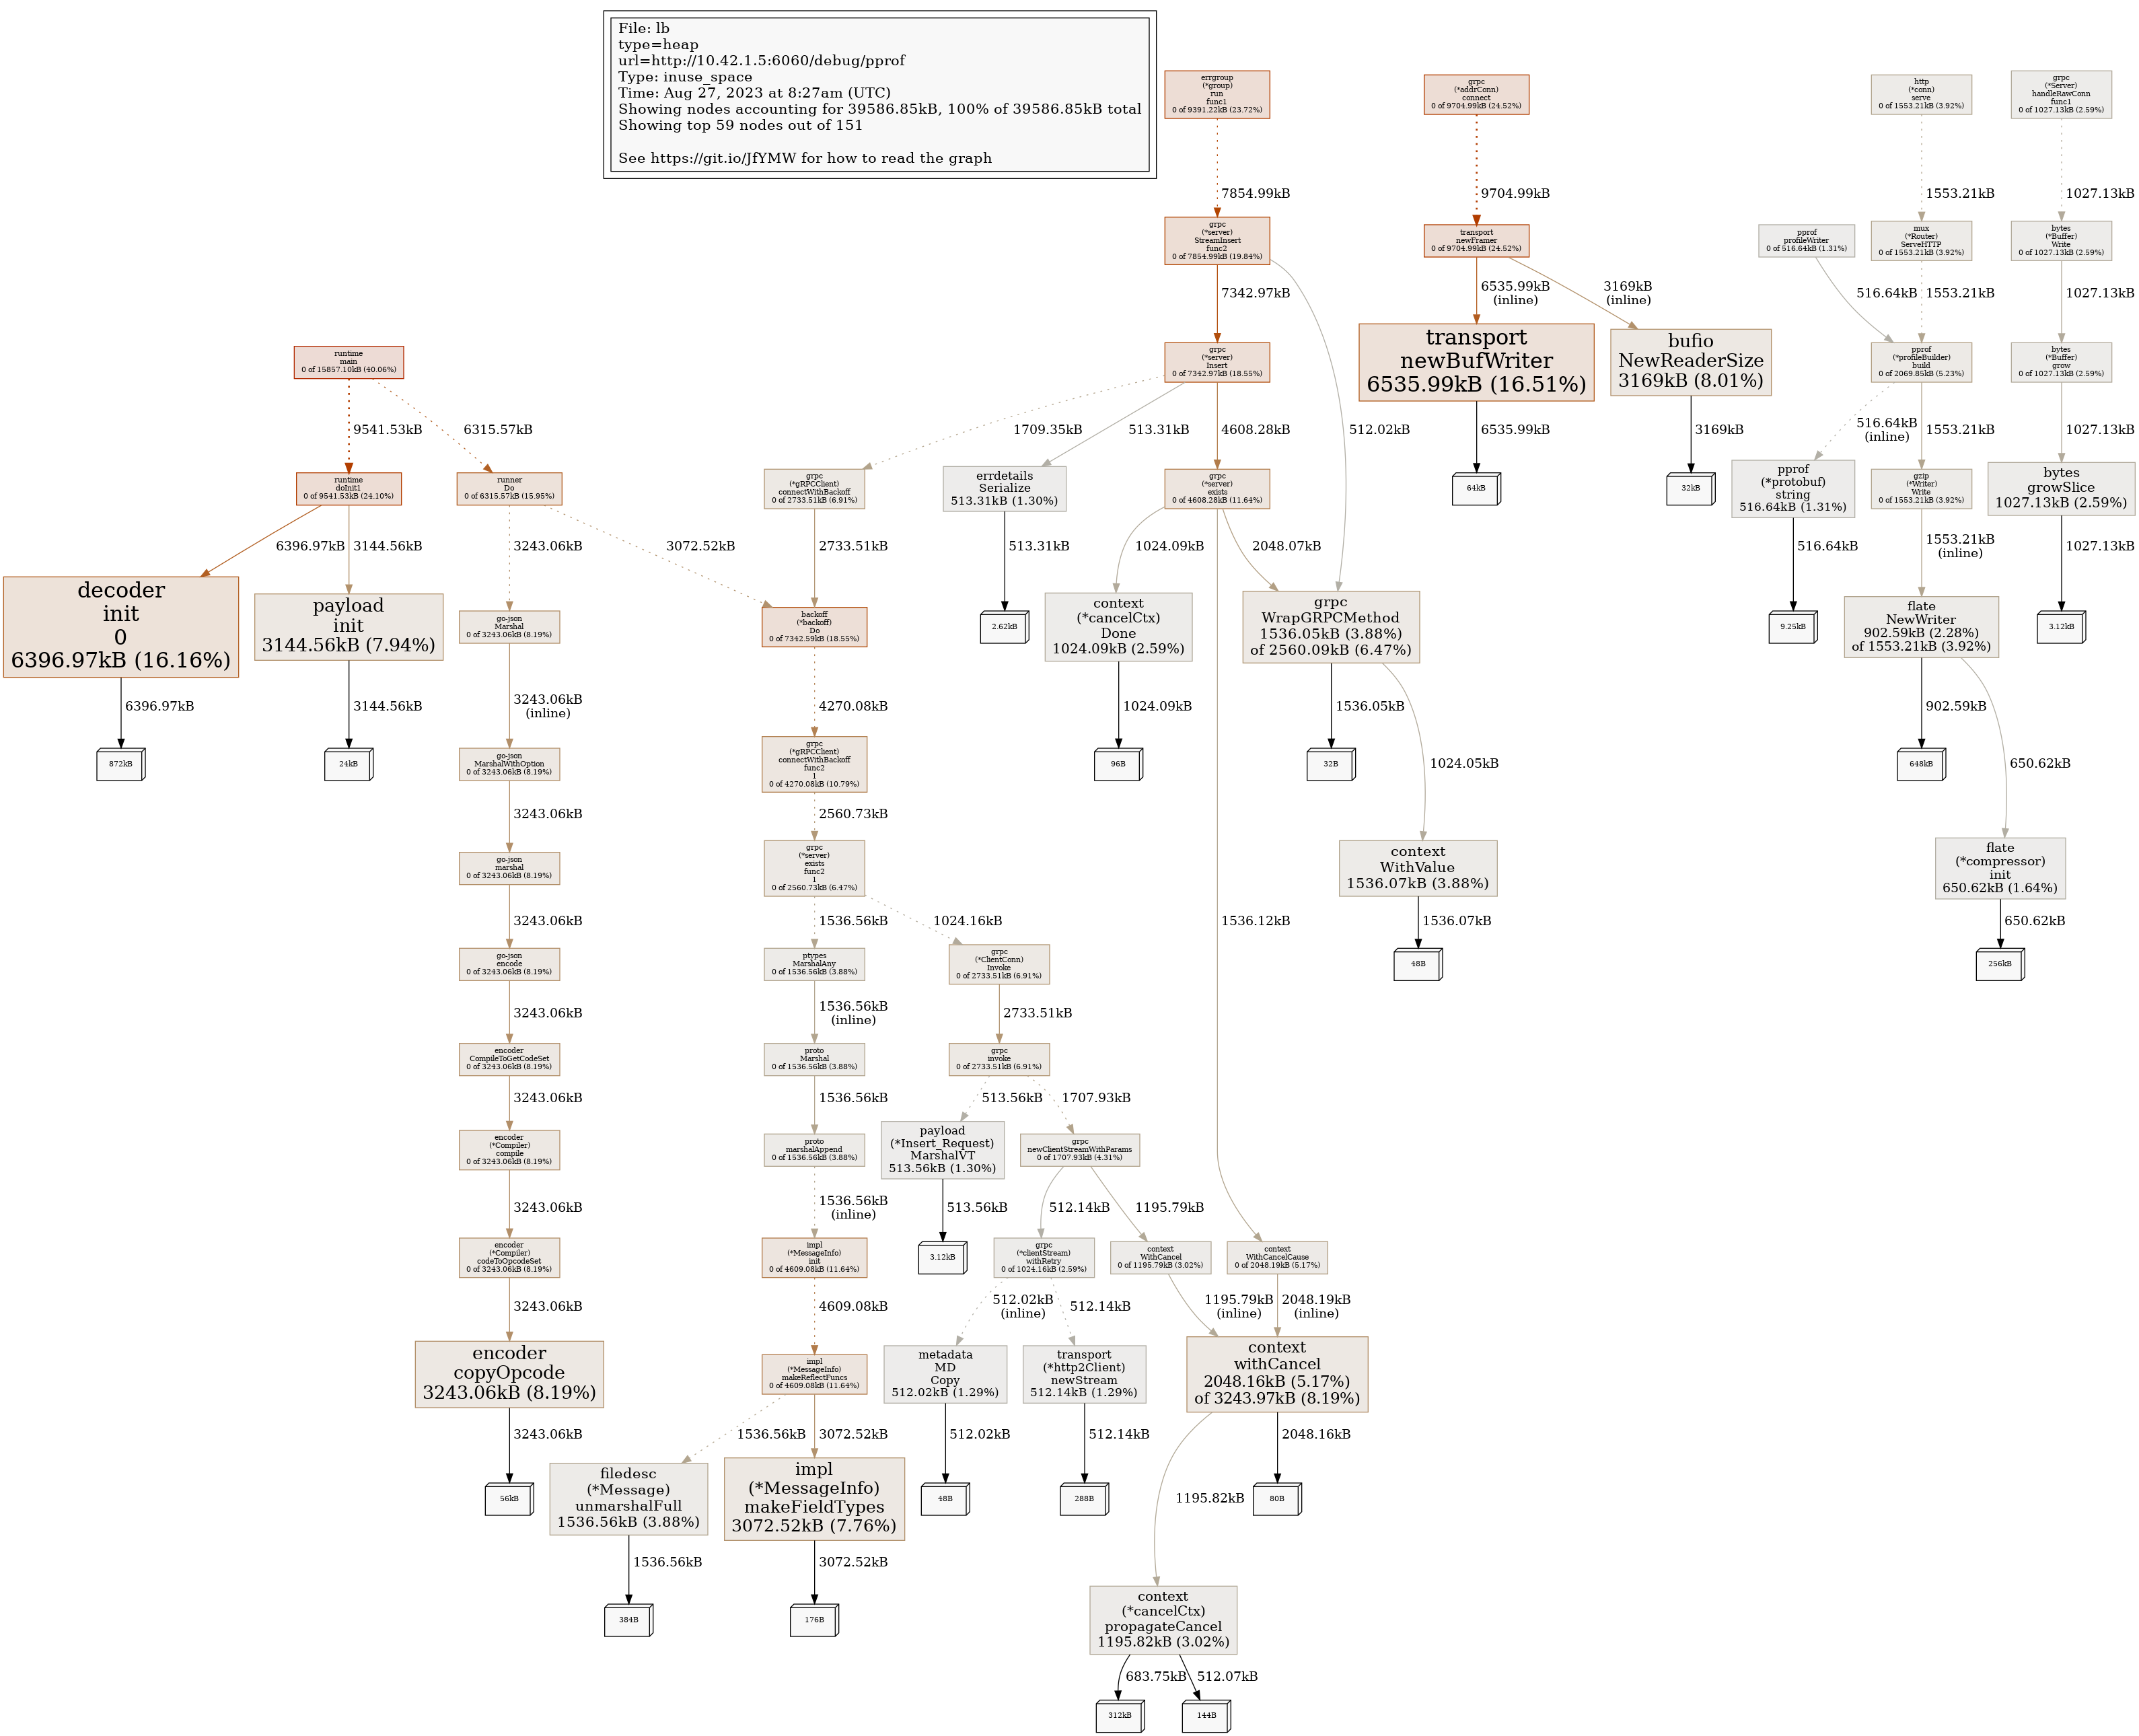 File: lb
type=heap
url=http://10.42.1.5:6060/debug/pprof
Type: inuse_space
Time: Aug 27, 2023 at 8:27am (UTC)
Showing nodes accounting for 39586.85kB, 100% of 39586.85kB total
Showing top 59 nodes out of 151
See https://git.io/JfYMW for how to read the graph
errgroup
(*group)
run
func1
0 of 9391.22kB (23.72%)
grpc
(*addrConn)
connect
0 of 9704.99kB (24.52%)
http
(*conn)
serve
0 of 1553.21kB (3.92%)
grpc
(*Server)
handleRawConn
func1
0 of 1027.13kB (2.59%)
7854.99kB
9704.99kB
1553.21kB
1027.13kB
grpc
(*server)
StreamInsert
func2
0 of 7854.99kB (19.84%)
transport
newFramer
0 of 9704.99kB (24.52%)
pprof
profileWriter
0 of 516.64kB (1.31%)
mux
(*Router)
ServeHTTP
0 of 1553.21kB (3.92%)
bytes
(*Buffer)
Write
0 of 1027.13kB (2.59%)
7342.97kB
6535.99kB
(inline)
3169kB
(inline)
516.64kB
1553.21kB
1027.13kB
runtime
main
0 of 15857.10kB (40.06%)
grpc
(*server)
Insert
0 of 7342.97kB (18.55%)
transport
newBufWriter
6535.99kB (16.51%)
bufio
NewReaderSize
3169kB (8.01%)
pprof
(*profileBuilder)
build
0 of 2069.85kB (5.23%)
bytes
(*Buffer)
grow
0 of 1027.13kB (2.59%)
9541.53kB
6315.57kB
1709.35kB
513.31kB
4608.28kB
512.02kB
6535.99kB
3169kB
516.64kB
(inline)
1553.21kB
1027.13kB
runtime
doInit1
0 of 9541.53kB (24.10%)
runner
Do
0 of 6315.57kB (15.95%)
grpc
(*gRPCClient)
connectWithBackoff
0 of 2733.51kB (6.91%)
errdetails
Serialize
513.31kB (1.30%)
grpc
(*server)
exists
0 of 4608.28kB (11.64%)
64kB
32kB
pprof
(*protobuf)
string
516.64kB (1.31%)
gzip
(*Writer)
Write
0 of 1553.21kB (3.92%)
bytes
growSlice
1027.13kB (2.59%)
6396.97kB
3144.56kB
3243.06kB
3072.52kB
2733.51kB
513.31kB
1024.09kB
2048.07kB
516.64kB
1553.21kB
(inline)
1027.13kB
decoder
init
0
6396.97kB (16.16%)
payload
init
3144.56kB (7.94%)
go-json
Marshal
0 of 3243.06kB (8.19%)
backoff
(*backoff)
Do
0 of 7342.59kB (18.55%)
2.62kB
context
(*cancelCtx)
Done
1024.09kB (2.59%)
grpc
WrapGRPCMethod
1536.05kB (3.88%)
of 2560.09kB (6.47%)
9.25kB
flate
NewWriter
902.59kB (2.28%)
of 1553.21kB (3.92%)
3.12kB
6396.97kB
3144.56kB
3243.06kB
(inline)
4270.08kB
1024.09kB
1536.05kB
1024.05kB
902.59kB
650.62kB
872kB
24kB
go-json
MarshalWithOption
0 of 3243.06kB (8.19%)
grpc
(*gRPCClient)
connectWithBackoff
func2
1
0 of 4270.08kB (10.79%)
96B
32B
648kB
3243.06kB
2560.73kB
go-json
marshal
0 of 3243.06kB (8.19%)
grpc
(*server)
exists
func2
1
0 of 2560.73kB (6.47%)
context
WithValue
1536.07kB (3.88%)
flate
(*compressor)
init
650.62kB (1.64%)
3243.06kB
1536.56kB
1024.16kB
1536.12kB
1536.07kB
650.62kB
go-json
encode
0 of 3243.06kB (8.19%)
ptypes
MarshalAny
0 of 1536.56kB (3.88%)
grpc
(*ClientConn)
Invoke
0 of 2733.51kB (6.91%)
48B
256kB
3243.06kB
1536.56kB
(inline)
2733.51kB
encoder
CompileToGetCodeSet
0 of 3243.06kB (8.19%)
proto
Marshal
0 of 1536.56kB (3.88%)
grpc
invoke
0 of 2733.51kB (6.91%)
3243.06kB
1536.56kB
513.56kB
1707.93kB
encoder
(*Compiler)
compile
0 of 3243.06kB (8.19%)
proto
marshalAppend
0 of 1536.56kB (3.88%)
payload
(*Insert_Request)
MarshalVT
513.56kB (1.30%)
grpc
newClientStreamWithParams
0 of 1707.93kB (4.31%)
3243.06kB
1536.56kB
(inline)
513.56kB
512.14kB
1195.79kB
encoder
(*Compiler)
codeToOpcodeSet
0 of 3243.06kB (8.19%)
impl
(*MessageInfo)
init
0 of 4609.08kB (11.64%)
3.12kB
grpc
(*clientStream)
withRetry
0 of 1024.16kB (2.59%)
context
WithCancel
0 of 1195.79kB (3.02%)
context
WithCancelCause
0 of 2048.19kB (5.17%)
3243.06kB
4609.08kB
512.02kB
(inline)
512.14kB
1195.79kB
(inline)
2048.19kB
(inline)
encoder
copyOpcode
3243.06kB (8.19%)
impl
(*MessageInfo)
makeReflectFuncs
0 of 4609.08kB (11.64%)
metadata
MD
Copy
512.02kB (1.29%)
transport
(*http2Client)
newStream
512.14kB (1.29%)
context
withCancel
2048.16kB (5.17%)
of 3243.97kB (8.19%)
3243.06kB
1536.56kB
3072.52kB
512.02kB
512.14kB
1195.82kB
2048.16kB
56kB
filedesc
(*Message)
unmarshalFull
1536.56kB (3.88%)
impl
(*MessageInfo)
makeFieldTypes
3072.52kB (7.76%)
48B
288B
80B
1536.56kB
3072.52kB
384B
176B
context
(*cancelCtx)
propagateCancel
1195.82kB (3.02%)
683.75kB
512.07kB
312kB
144B